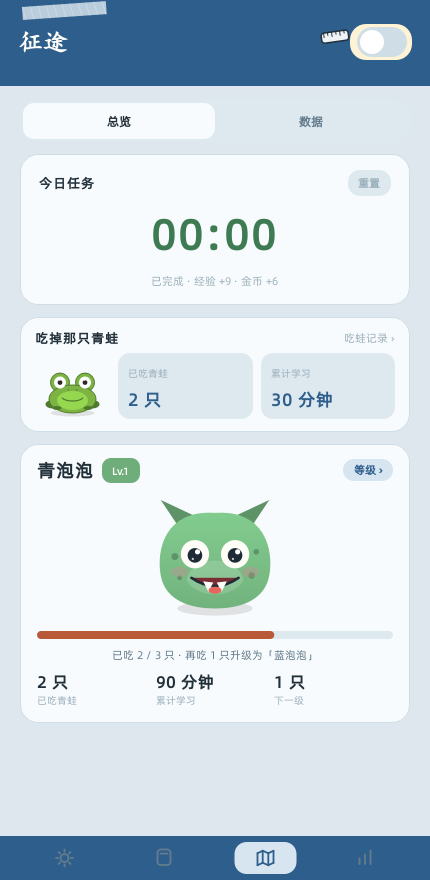 征途
总览
数据
今日任务
重置
00:00
已完成 · 经验 +9 · 金币 +6
吃掉那只青蛙
吃蛙记录 ›
已吃青蛙
累计学习
2 只
30 分钟
青泡泡
Lv.1
等级 ›
已吃 2 / 3 只 · 再吃 1 只升级为「蓝泡泡」
2 只
90 分钟
1 只
已吃青蛙
累计学习
下一级